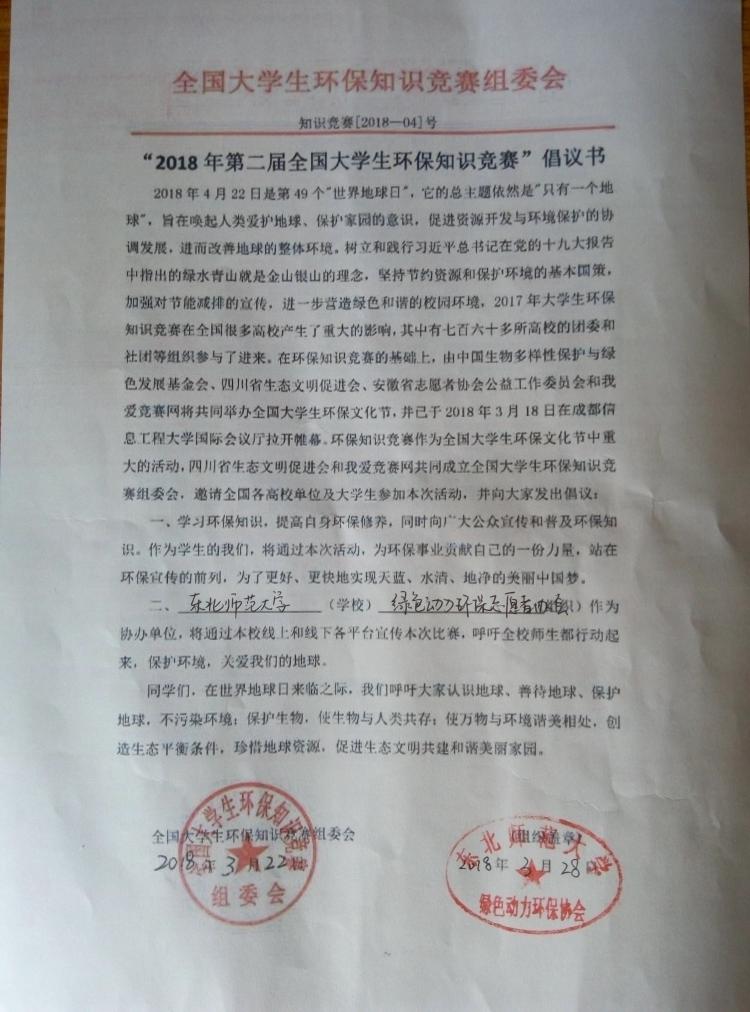 全国大学生环保知识竞赛组委会
知识竞赛[2018—04]号
“2018 年第二届全国大学生环保知识竞赛”倡议书
2018 年 4 月 22 日是第 49 个"世界地球日"，它的总主题依然是"只有一个地
球"，旨在唤起人类爱护地球、保护家园的意识，促进资源开发与环境保护的协
调发展，进而改善地球的整体环境。树立和践行习近平总书记在党的十九大报告
中指出的绿水青山就是金山银山的理念，坚持节约资源和保护环境的基本国策，
加强对节能减排的宣传，进一步营造绿色和谐的校园环境，2017 年大学生环保
知识竞赛在全国很多高校产生了重大的影响，其中有七百六十多所高校的团委和
社团等组织参与了进来。在环保知识竞赛的基础上，由中国生物多样性保护与绿
色发展基金会、四川省生态文明促进会、安徽省志愿者协会公益工作委员会和我
爱竞赛网将共同举办全国大学生环保文化节，并已于 2018 年 3 月 18 日在成都信
息工程大学国际会议厅拉开帷幕。环保知识竞赛作为全国大学生环保文化节中重
大的活动，四川省生态文明促进会和我爱竞赛网共同成立全国大学生环保知识竞
赛组委会，邀请全国各高校单位及大学生参加本次活动，并向大家发出倡议：
一、学习环保知识，提高自身环保修养，同时向广大公众宣传和普及环保知
识。作为学生的我们，将通过本次活动，为环保事业贡献自己的一份力量，站在
环保宣传的前列，为了更好、更快地实现天蓝、水清、地净的美丽中国梦。
二、东北师范大学（学校）绿色动力环保志愿者协会（组织）作为
协办单位，将通过本校线上和线下各平台宣传本次比赛，呼吁全校师生都行动起
来，保护环境，关爱我们的地球。
同学们，在世界地球日来临之际，我们呼吁大家认识地球、善待地球、保护
地球，不污染环境；保护生物，使生物与人类共存；使万物与环境谐美相处，创
造生态平衡条件，珍惜地球资源，促进生态文明共建和谐美丽家园。
全国大学生环保知识竞赛组委会
（组织盖章）
2018 年 3 月 22 日
2018 年 3 月 28 日
全国大学生环保知识竞赛
组委会
东北师范大学
绿色动力环保协会